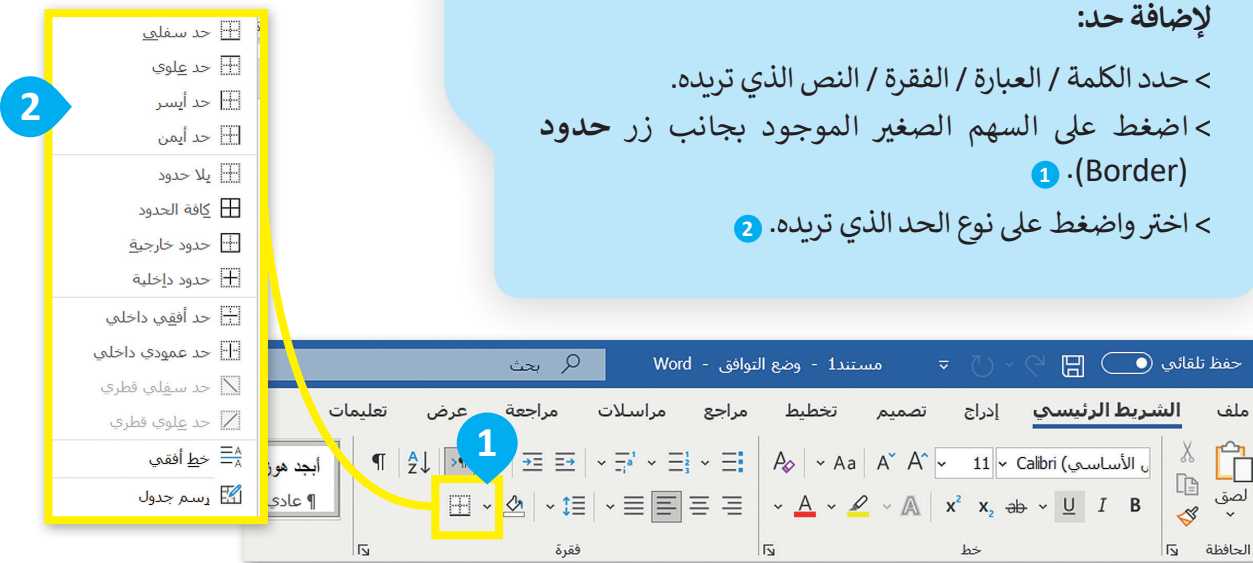 لإضافة حد:
> حدد الكلمة / العبارة / الفقرة / النص الذي تريده.
> اضغط على السهم الصغير الموجود بجانب زر حدود
(Border). 1
> اختر واضغط على نوع الحد الذي تريده. 2
2
حد سفلي
حد علوي
حد أيسر
حد أيمن
بلا حدود
كافة الحدود
حدود خارجية
حدود داخلية
حد أفقي داخلي
حد عمودي داخلي
حد سفلي قطري
حد علوي قطري
خط أفقي
رسم جدول
حفظ تلقائي
مستند1 - وضع التوافق - Word
بحث
ملف الشريط الرئيسي إدراج تصميم تخطيط مراجع مراسلات مراجعة عرض تعليمات
1
Calibri (الأساسي 11 A A Aa A
أبجد هوز
لصق
B I U ab x2 x2 A A
¶ عادي
الحافظة خط فقرة